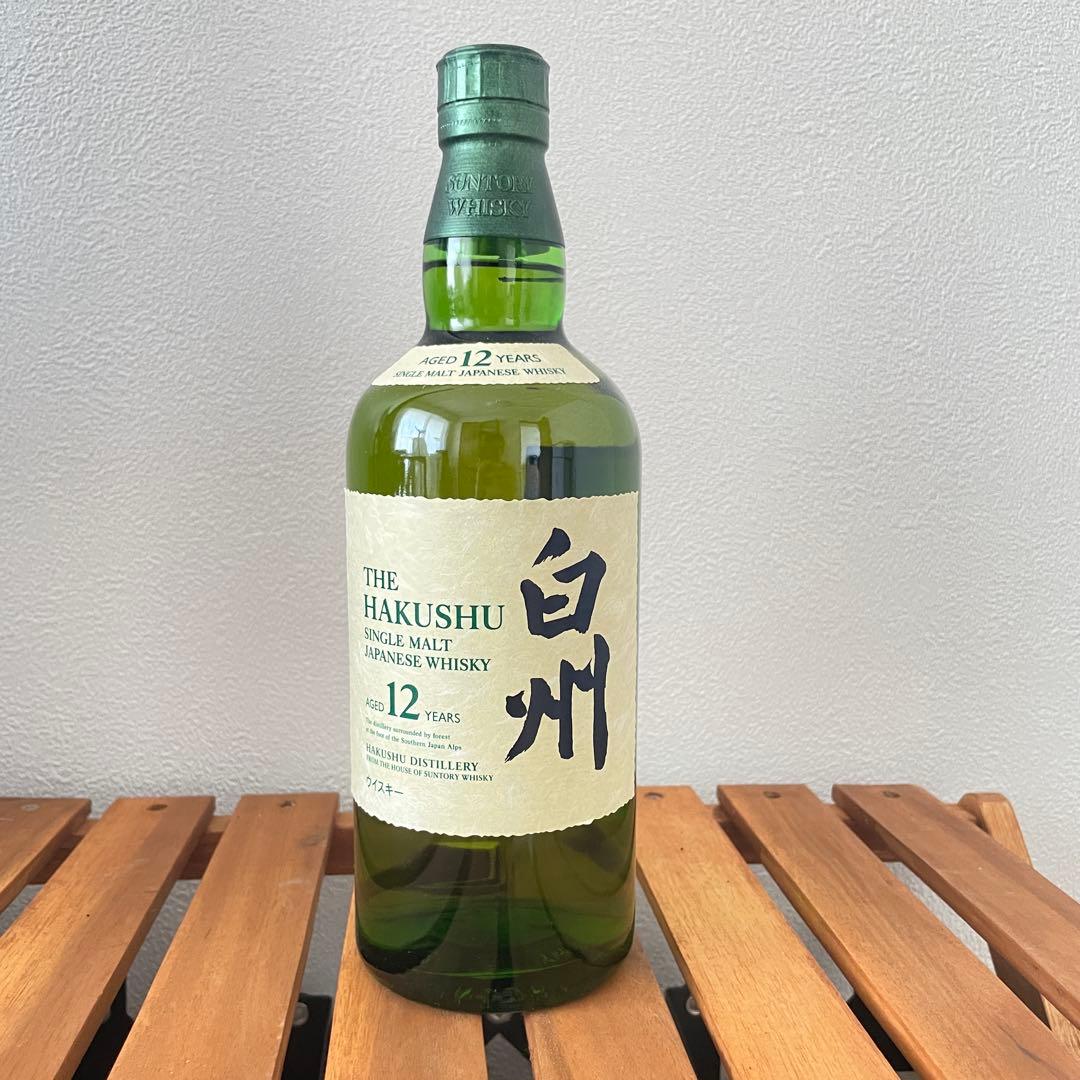 SUNTORY
WHISKY
AGED 12 YEARS
SINGLE MALT JAPANESE WHISKY
THE
HAKUSHU
SINGLE MALT
JAPANESE WHISKY
AGED 12 YEARS
The distillery surrounded by forest
at the foot of the Southern Japan Alps
HAKUSHU DISTILLERY
FROM THE HOUSE OF SUNTORY WHISKY
ウイスキー
白州